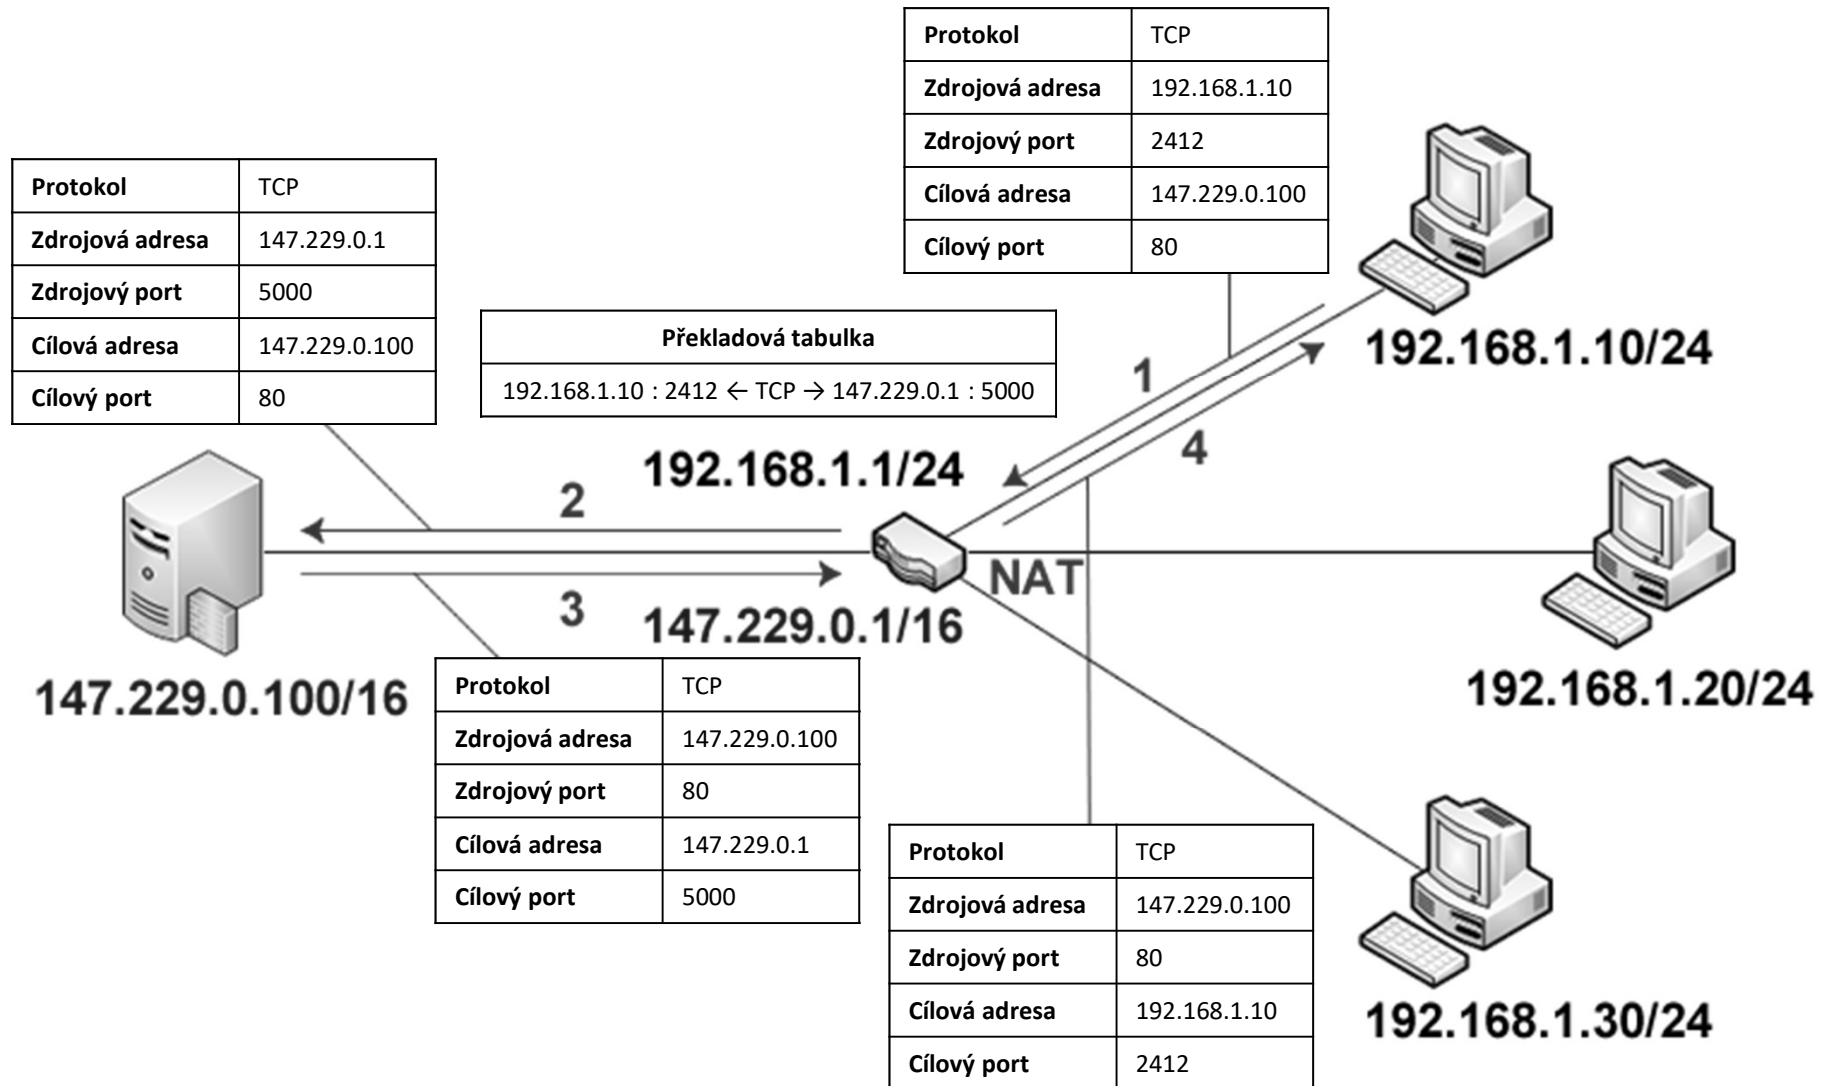 Protokol TCP
Zdrojová adresa 192.168.1.10
Zdrojový port 2412
Cílová adresa 147.229.0.100
Cílový port 80
Protokol TCP
Zdrojová adresa 147.229.0.1
Zdrojový port 5000
Cílová adresa 147.229.0.100
Cílový port 80
Překladová tabulka
192.168.1.10 : 2412 ← TCP → 147.229.0.1 : 5000
192.168.1.10/24
1
4
192.168.1.1/24
2
NAT
3
147.229.0.1/16
147.229.0.100/16
192.168.1.20/24
Protokol TCP
Zdrojová adresa 147.229.0.100
Zdrojový port 80
Cílová adresa 147.229.0.1
Cílový port 5000
Protokol TCP
Zdrojová adresa 147.229.0.100
Zdrojový port 80
Cílová adresa 192.168.1.10
Cílový port 2412
192.168.1.30/24